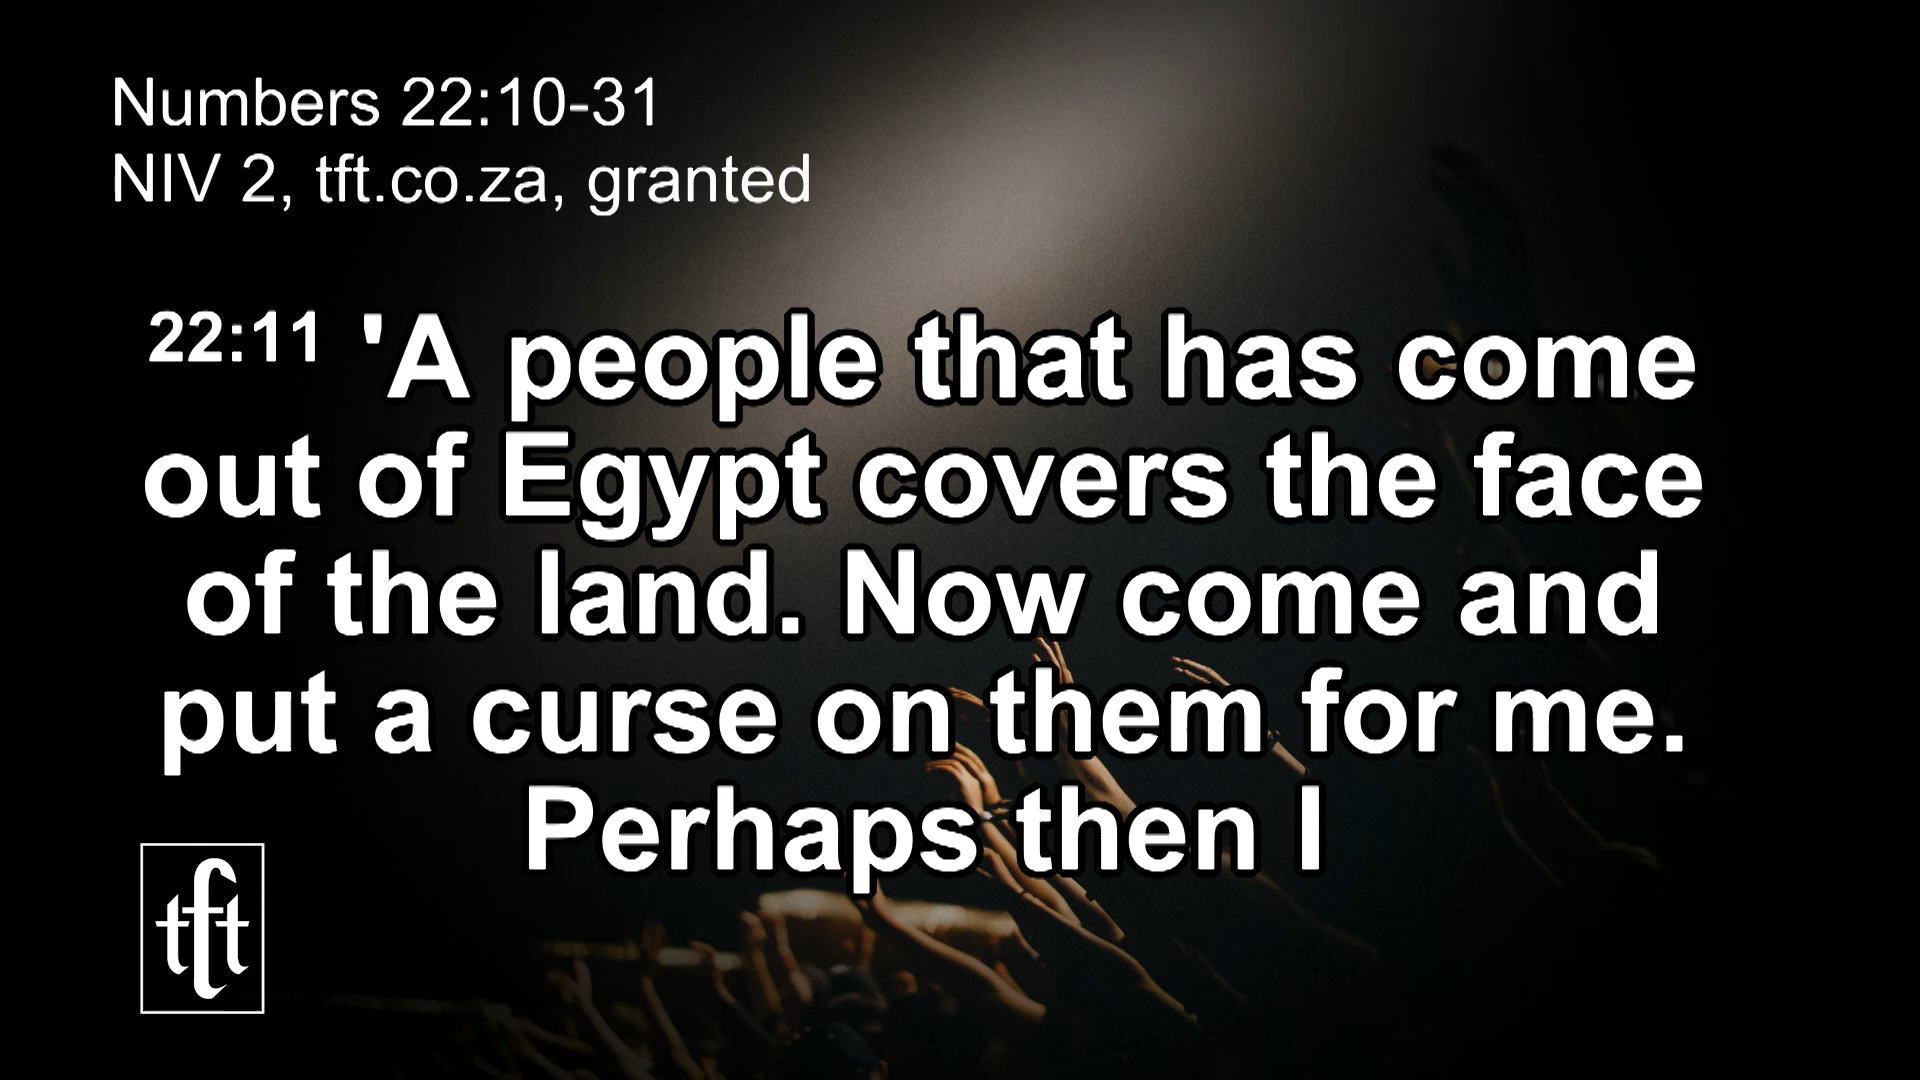 Numbers 22:10-31
NIV 2, tft.co.za, granted
22:11 'A people that has come
out of Egypt covers the face
of the land. Now come and
put a curse on them for me.
Perhaps then I
tft